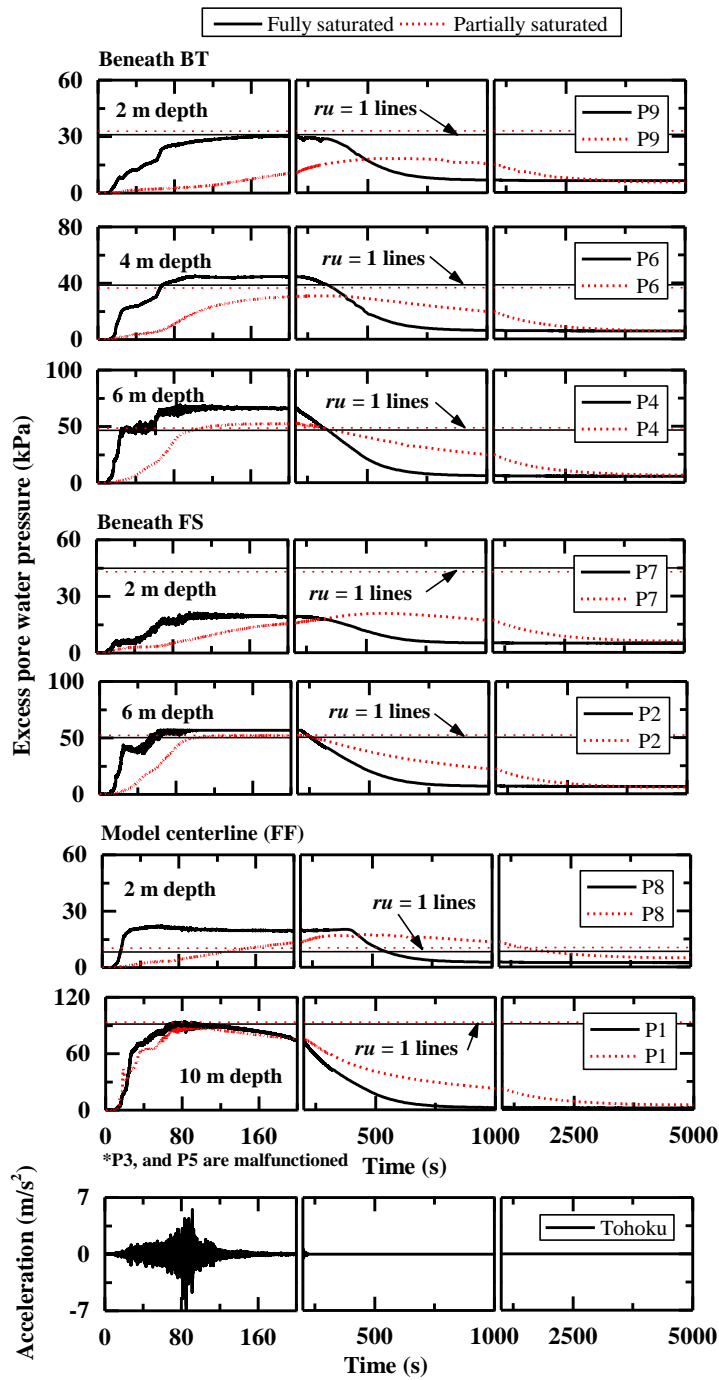 Fully saturated Partially saturated
Beneath BT
60
30
0
2 m depth
ru = 1 lines
P9
P9
80
40
0
4 m depth
ru = 1 lines
P6
P6
100
50
0
6 m depth
ru = 1 lines
P4
P4
Excess pore water pressure (kPa)
Beneath FS
60
30
0
2 m depth
ru = 1 lines
P7
P7
100
50
0
6 m depth
ru = 1 lines
P2
P2
Model centerline (FF)
60
30
0
2 m depth
ru = 1 lines
P8
P8
120
90
60
30
0
10 m depth
ru = 1 lines
P1
P1
0 80 160 500 1000 2500 5000
*P3, and P5 are malfunctioned
Time (s)
Acceleration (m/s²)
7
0
-7
Tohoku
0 80 160 500 1000 2500 5000
Time (s)